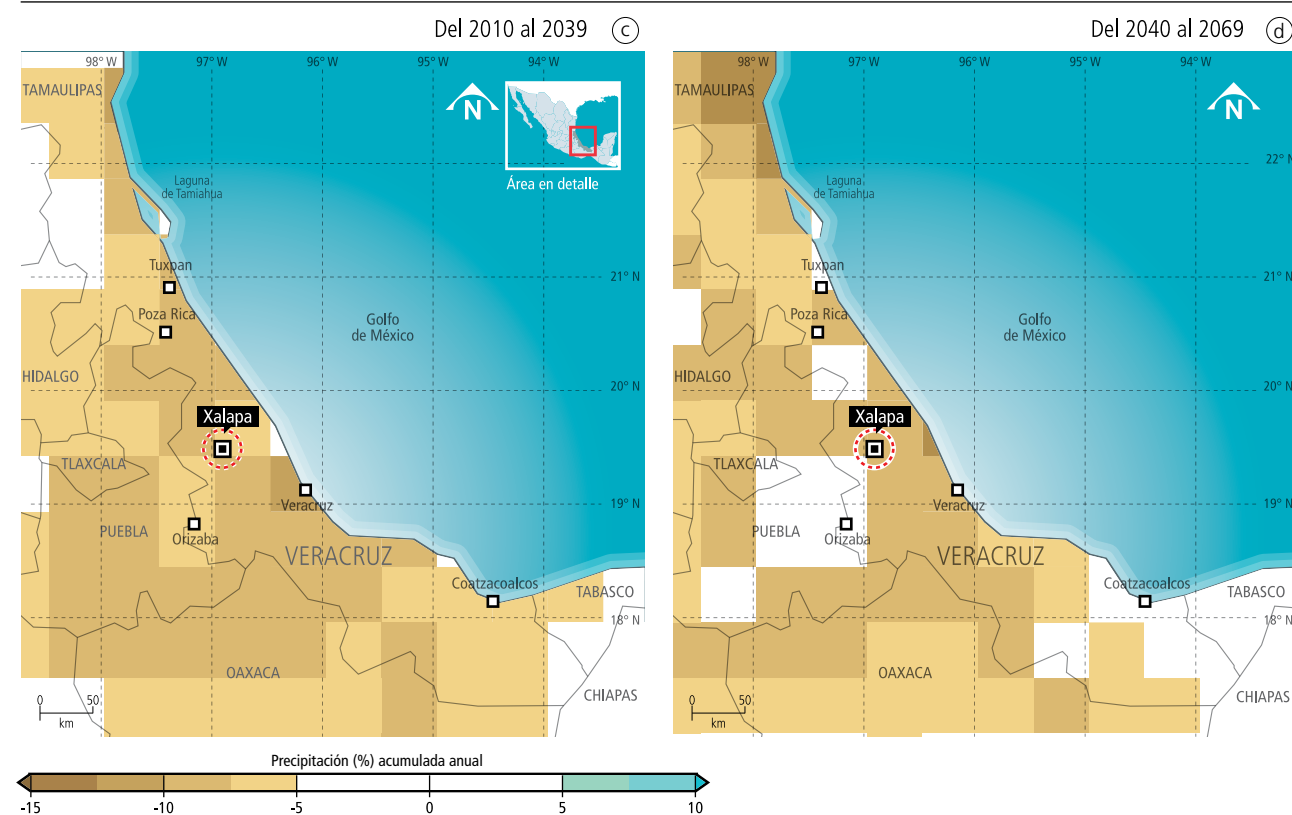 Del 2010 al 2039 c
98° W 97° W 96° W 95° W 94° W
TAMAULIPAS
N
Área en detalle
Laguna
de Tamiahua
Tuxpan
21° N
Poza Rica
Golfo
de México
HIDALGO
20° N
Xalapa
TLAXCALA
19° N
Veracruz
PUEBLA
Orizaba
VERACRUZ
Coatzacoalcos
TABASCO
18° N
OAXACA
CHIAPAS
0 50
km
Del 2040 al 2069 d
98° W 97° W 96° W 95° W 94° W
TAMAULIPAS
N
22° N
Laguna
de Tamiahua
Tuxpan
21° N
Poza Rica
Golfo
de México
HIDALGO
20° N
Xalapa
TLAXCALA
19° N
Veracruz
PUEBLA
Orizaba
VERACRUZ
Coatzacoalcos
TABASCO
18° N
OAXACA
CHIAPAS
0 50
km
Precipitación (%) acumulada anual
-15 -10 -5 0 5 10